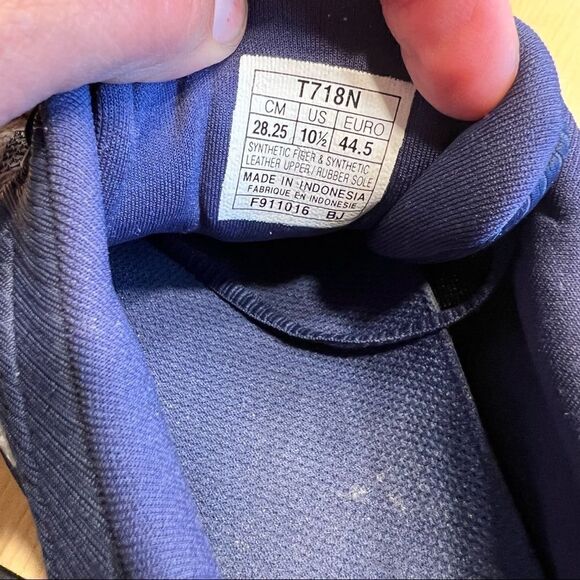 T718N
CM US EURO
28.25 10½ 44.5
SYNTHETIC FIBER & SYNTHETIC
LEATHER UPPER / RUBBER SOLE
MADE IN INDONESIA
FABRIQUE EN INDONESIE
F911016 BJ